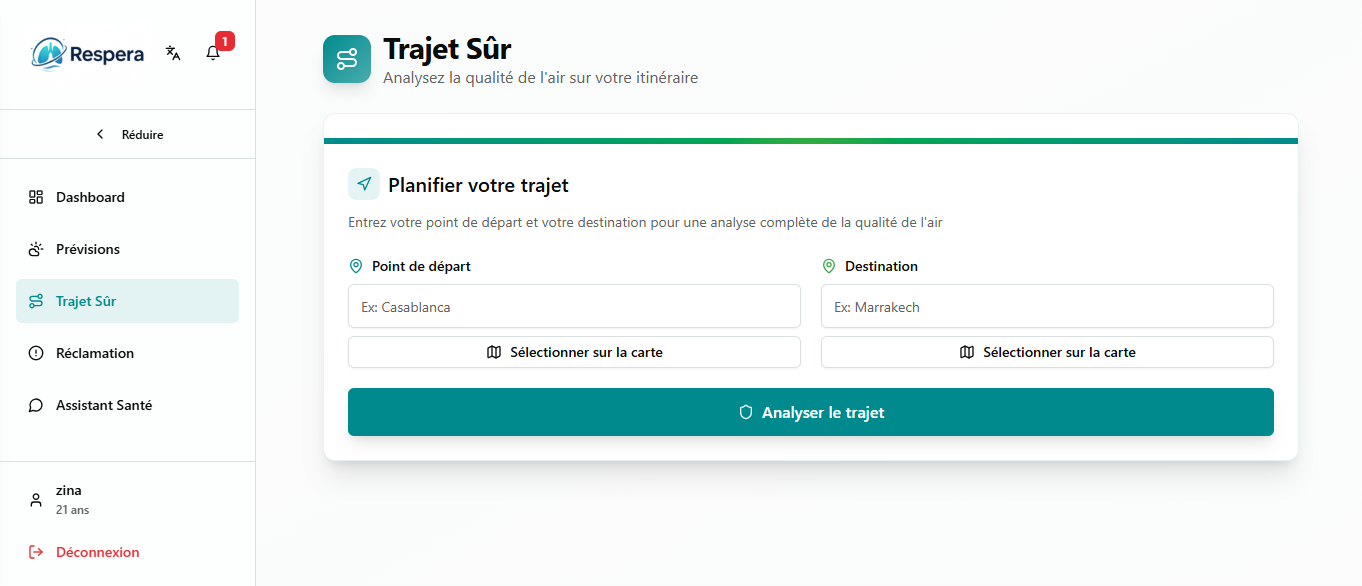 Respera
1
Réduire
Dashboard
Prévisions
Trajet Sûr
Réclamation
Assistant Santé
zina
21 ans
Déconnexion
Trajet Sûr
Analysez la qualité de l'air sur votre itinéraire
Planifier votre trajet
Entrez votre point de départ et votre destination pour une analyse complète de la qualité de l'air
Point de départ
Ex: Casablanca
Sélectionner sur la carte
Destination
Ex: Marrakech
Sélectionner sur la carte
Analyser le trajet